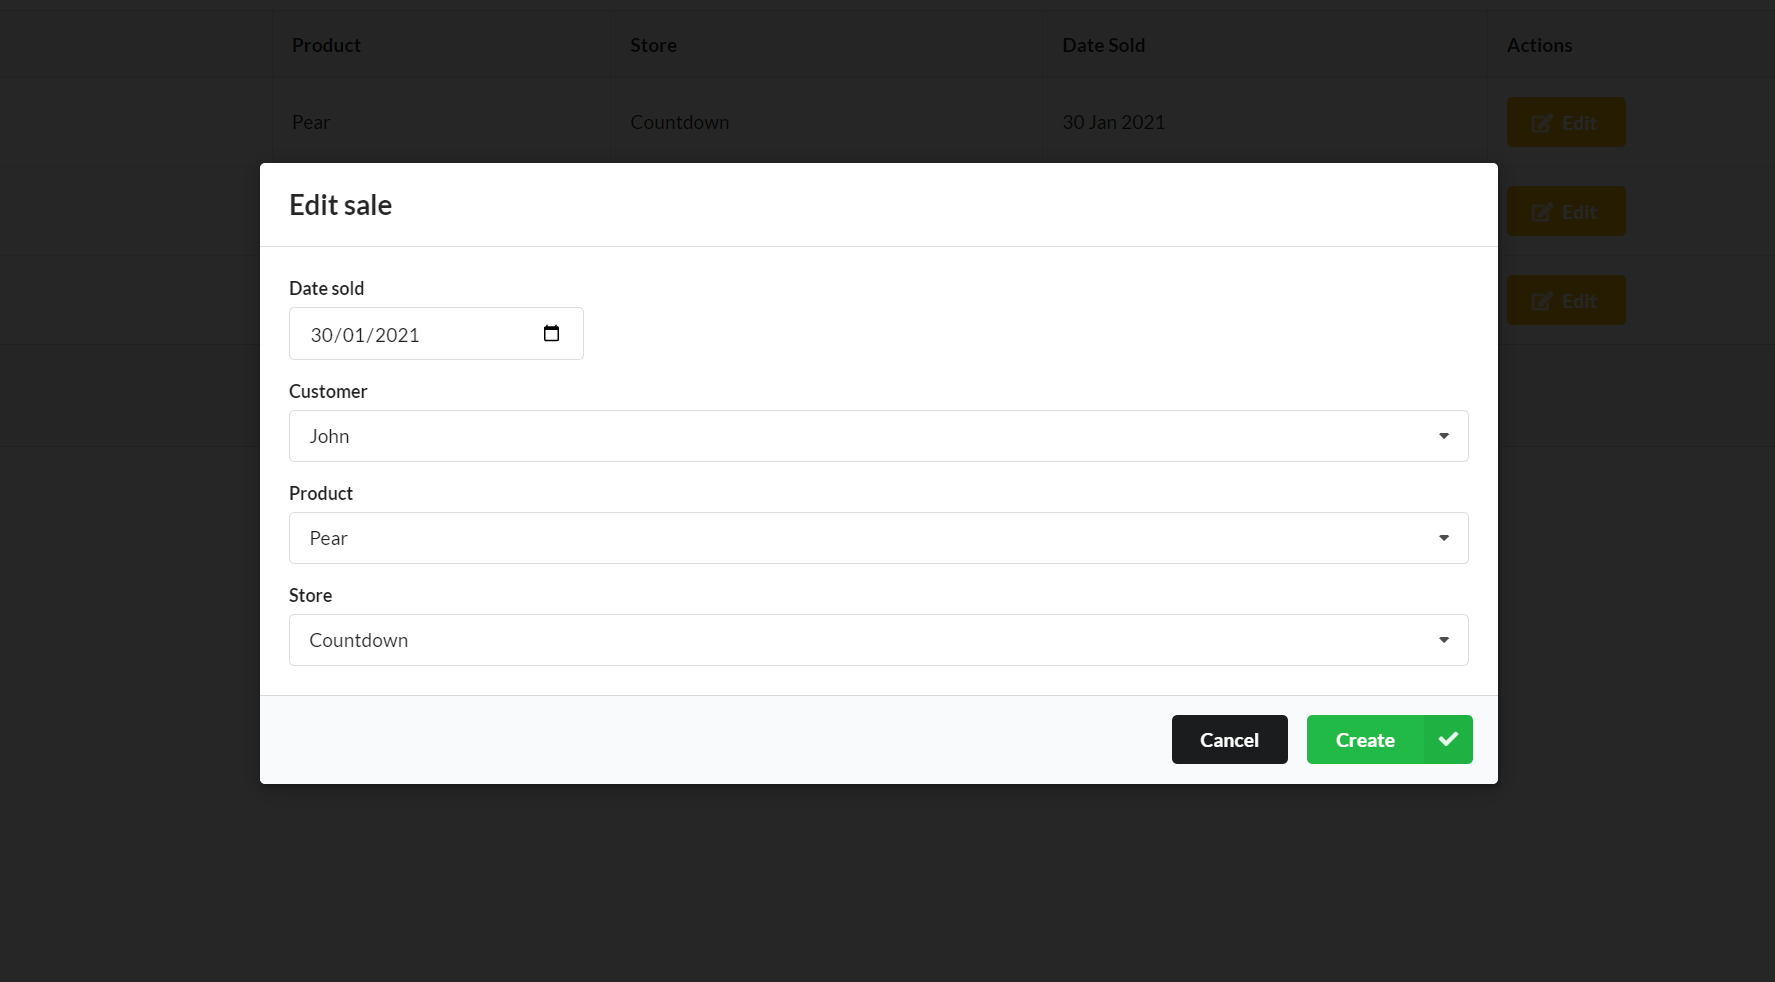 Product Store Date Sold Actions
Pear Countdown 30 Jan 2021 Edit
Edit sale
Edit
Date sold
Edit
30/01/2021
Customer
John
Product
Pear
Store
Countdown
Cancel Create